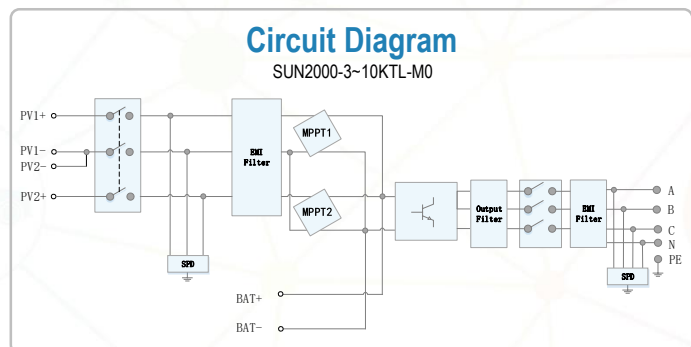 Circuit Diagram
SUN2000-3~10KTL-M0
PV1+
PV1-
PV2-
PV2+
EMI
Filter
MPPT1
MPPT2
SPD
BAT+
BAT-
Output
Filter
EMI
Filter
A
B
C
N
PE
SPD